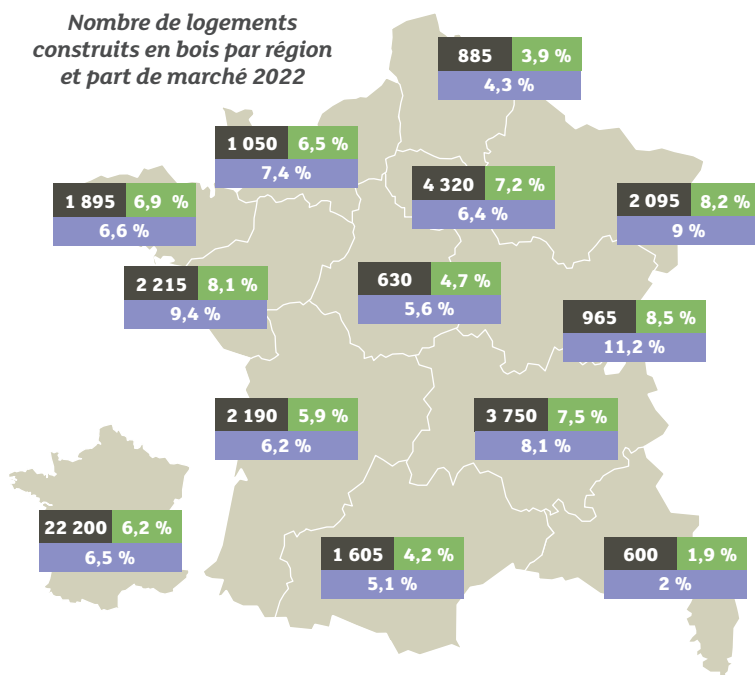 Nombre de logements
construits en bois par région
et part de marché 2022
885 3,9 %
4,3 %
1 050 6,5 %
7,4 %
4 320 7,2 %
6,4 %
1 895 6,9 %
6,6 %
2 095 8,2 %
9 %
2 215 8,1 %
9,4 %
630 4,7 %
5,6 %
965 8,5 %
11,2 %
2 190 5,9 %
6,2 %
3 750 7,5 %
8,1 %
22 200 6,2 %
6,5 %
1 605 4,2 %
5,1 %
600 1,9 %
2 %